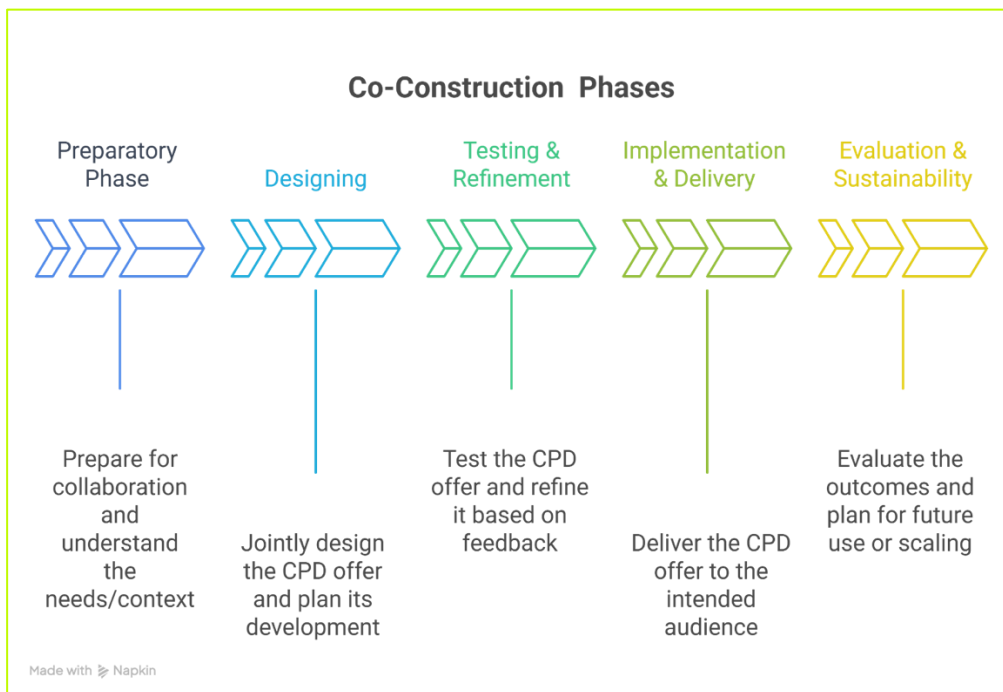 Co-Construction Phases
Preparatory
Phase
Designing
Testing &
Refinement
Implementation
& Delivery
Evaluation &
Sustainability
Prepare for
collaboration
and
understand
the
needs/context
Jointly design
the CPD offer
and plan its
development
Test the CPD
offer and refine
it based on
feedback
Deliver the CPD
offer to the
intended
audience
Evaluate the
outcomes and
plan for future
use or scaling
Made with Napkin